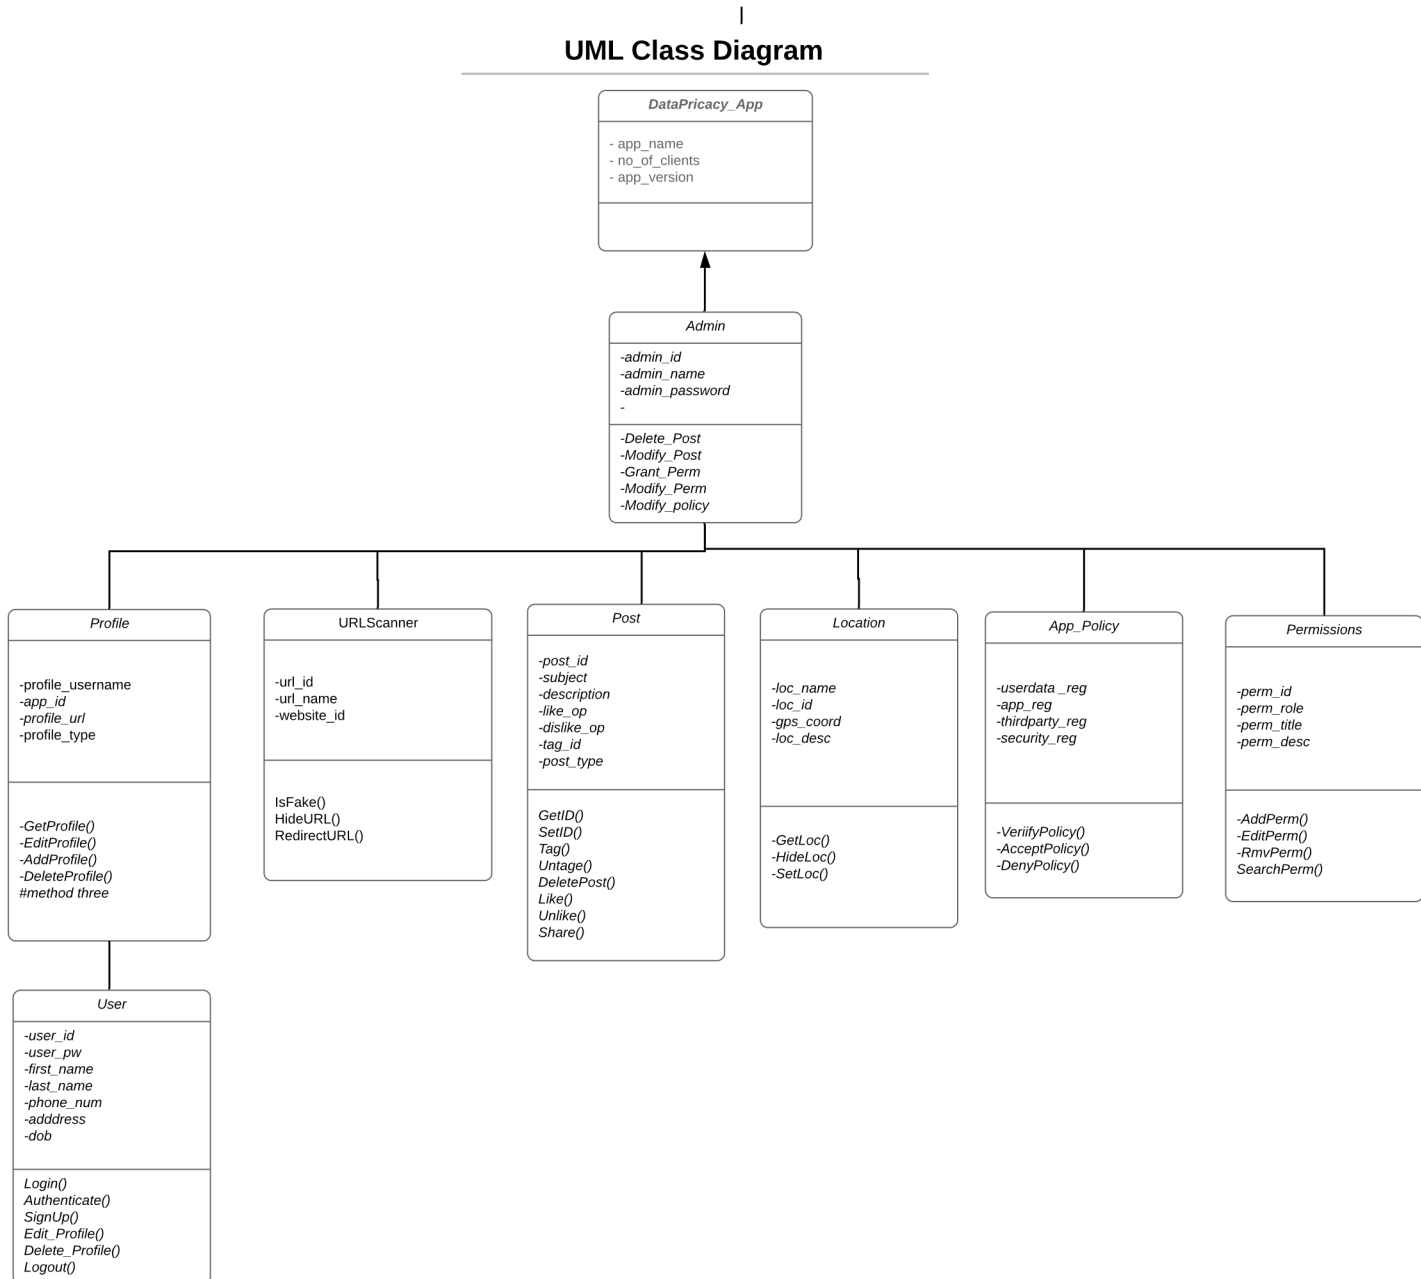 UML Class Diagram
DataPricacy_App
- app_name
- no_of_clients
- app_version
Admin
-admin_id
-admin_name
-admin_password
-
-Delete_Post
-Modify_Post
-Grant_Perm
-Modify_Perm
-Modify_policy
Profile
-profile_username
-app_id
-profile_url
-profile_type
-GetProfile()
-EditProfile()
-AddProfile()
-DeleteProfile()
#method three
URLScanner
-url_id
-url_name
-website_id
IsFake()
HideURL()
RedirectURL()
Post
-post_id
-subject
-description
-like_op
-dislike_op
-tag_id
-post_type
GetID()
SetID()
Tag()
Untage()
DeletePost()
Like()
Unlike()
Share()
Location
-loc_name
-loc_id
-gps_coord
-loc_desc
-GetLoc()
-HideLoc()
-SetLoc()
App_Policy
-userdata _reg
-app_reg
-thirdparty_reg
-security_reg
-VeriifyPolicy()
-AcceptPolicy()
-DenyPolicy()
Permissions
-perm_id
-perm_role
-perm_title
-perm_desc
-AddPerm()
-EditPerm()
-RmvPerm()
SearchPerm()
User
-user_id
-user_pw
-first_name
-last_name
-phone_num
-adddress
-dob
Login()
Authenticate()
SignUp()
Edit_Profile()
Delete_Profile()
Logout()